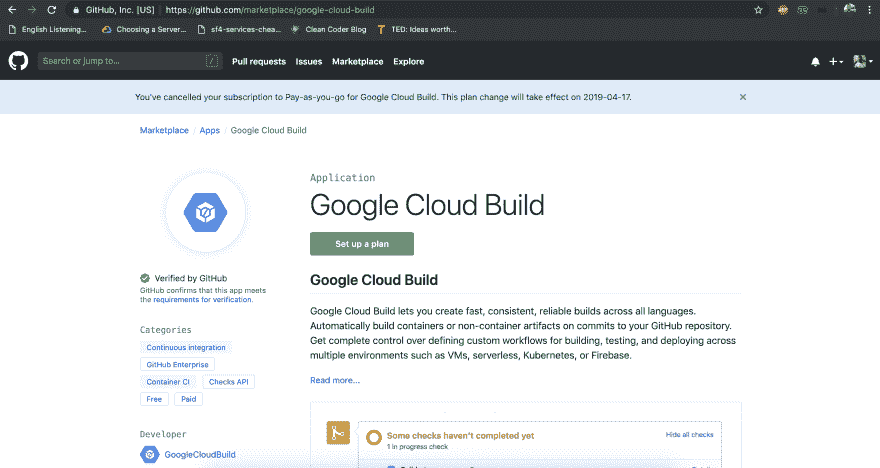 GitHub, Inc. [US] | https://github.com/marketplace/google-cloud-build
English Listening... Choosing a Server... sf4-services-chea... Clean Coder Blog TED: Ideas worth...
Search or jump to... / Pull requests Issues Marketplace Explore
You've cancelled your subscription to Pay-as-you-go for Google Cloud Build. This plan change will take effect on 2019-04-17.
Marketplace / Apps / Google Cloud Build
Application
Google Cloud Build
Set up a plan
Verified by GitHub
GitHub confirms that this app meets
the requirements for verification.
Categories
Continuous integration
GitHub Enterprise
Container CI Checks API
Free Paid
Developer
GoogleCloudBuild
Google Cloud Build
Google Cloud Build lets you create fast, consistent, reliable builds across all languages.
Automatically build containers or non-container artifacts on commits to your GitHub repository.
Get complete control over defining custom workflows for building, testing, and deploying across
multiple environments such as VMs, serverless, Kubernetes, or Firebase.
Read more...
Some checks haven't completed yet Hide all checks
1 in progress check